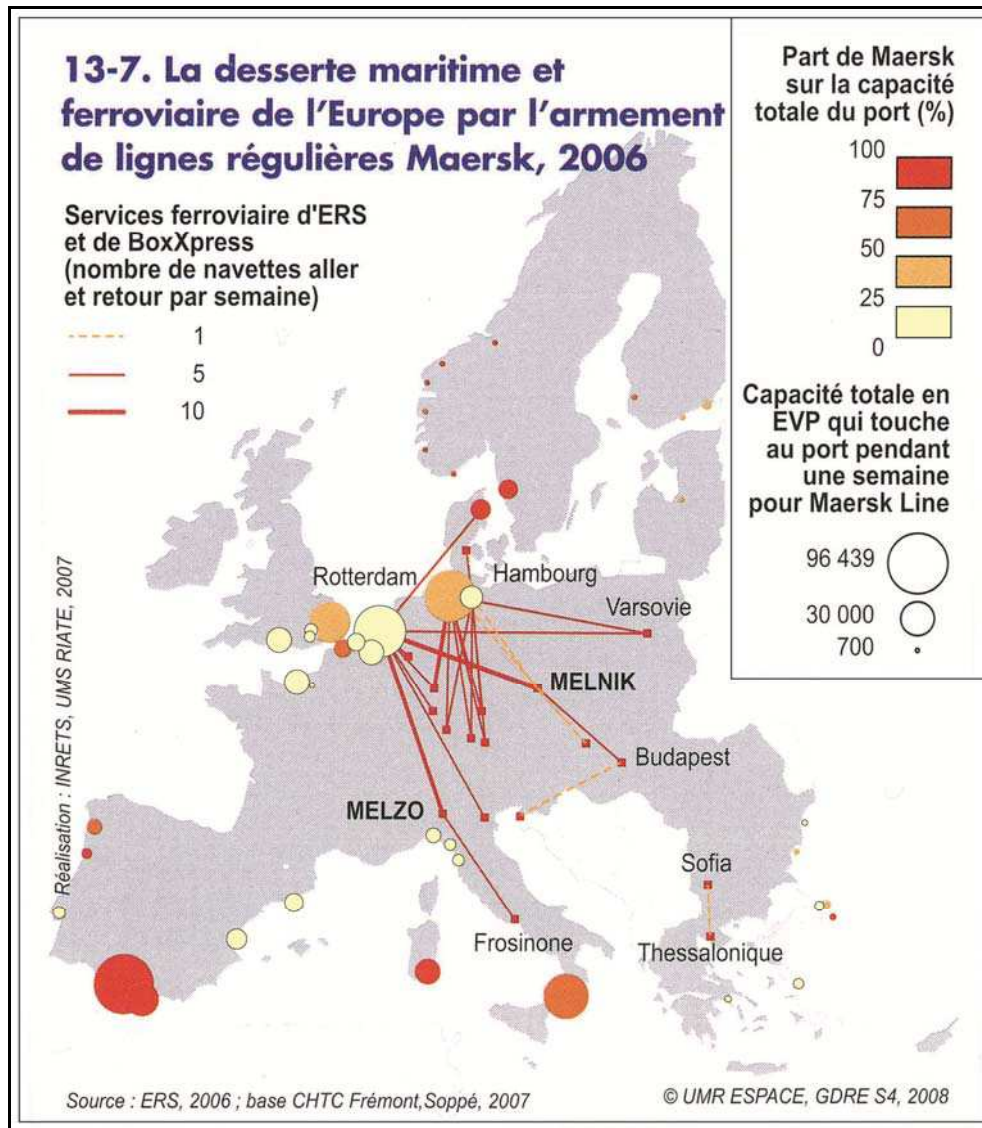 13-7. La desserte maritime et
ferroviaire de l'Europe par l'armement
de lignes régulières Maersk, 2006
Services ferroviaire d'ERS
et de BoxXpress
(nombre de navettes aller
et retour par semaine)
1
5
10
Part de Maersk
sur la capacité
totale du port (%)
100
75
50
25
0
Capacité totale en
EVP qui touche
au port pendant
une semaine
pour Maersk Line
96 439
30 000
700
Rotterdam
Hambourg
Varsovie
MELNIK
Budapest
MELZO
Sofia
Frosinone
Thessalonique
Réalisation : INRETS, UMS RIATE, 2007
Source : ERS, 2006 ; base CHTC Frémont,Soppé, 2007
© UMR ESPACE, GDRE S4, 2008